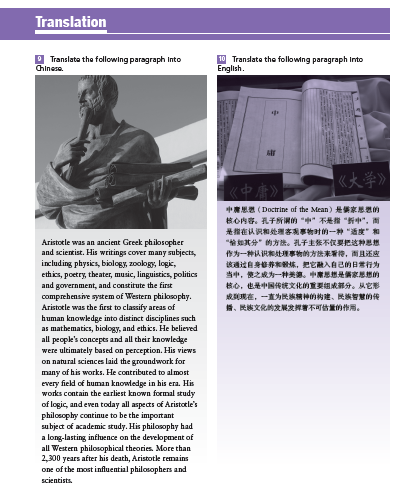 Translation
9 Translate the following paragraph into
Chinese.
Aristotle was an ancient Greek philosopher
and scientist. His writings cover many subjects,
including physics, biology, zoology, logic,
ethics, poetry, theater, music, linguistics, politics
and government, and constitute the first
comprehensive system of Western philosophy.
Aristotle was the first to classify areas of
human knowledge into distinct disciplines such
as mathematics, biology, and ethics. He believed
all people's concepts and all their knowledge
were ultimately based on perception. His views
on natural sciences laid the groundwork for
many of his works. He contributed to almost
every field of human knowledge in his era. His
works contain the earliest known formal study
of logic, and even today all aspects of Aristotle's
philosophy continue to be the important
subject of academic study. His philosophy had
a long-lasting influence on the development of
all Western philosophical theories. More than
2,300 years after his death, Aristotle remains
one of the most influential philosophers and
scientists.
10 Translate the following paragraph into
English.
中
庸
《中庸》
《大学》
中庸思想（Doctrine of the Mean）是儒家思想的
核心内容。孔子所谓的“中”不是指“折中”，而
是指在认识和处理客观事物时的一种“适度”和
“恰如其分”的方法。孔子主张不仅要把这种思想
作为一种认识和处理事物的方法来看待，而且还应
该通过自身修养和锻炼，把它融入自己的日常行为
当中，使之成为一种美德。中庸思想是儒家思想的
核心，也是中国传统文化的重要组成部分。从它形
成到现在，一直为民族精神的构建、民族智慧的传
播、民族文化的发展发挥着不可估量的作用。